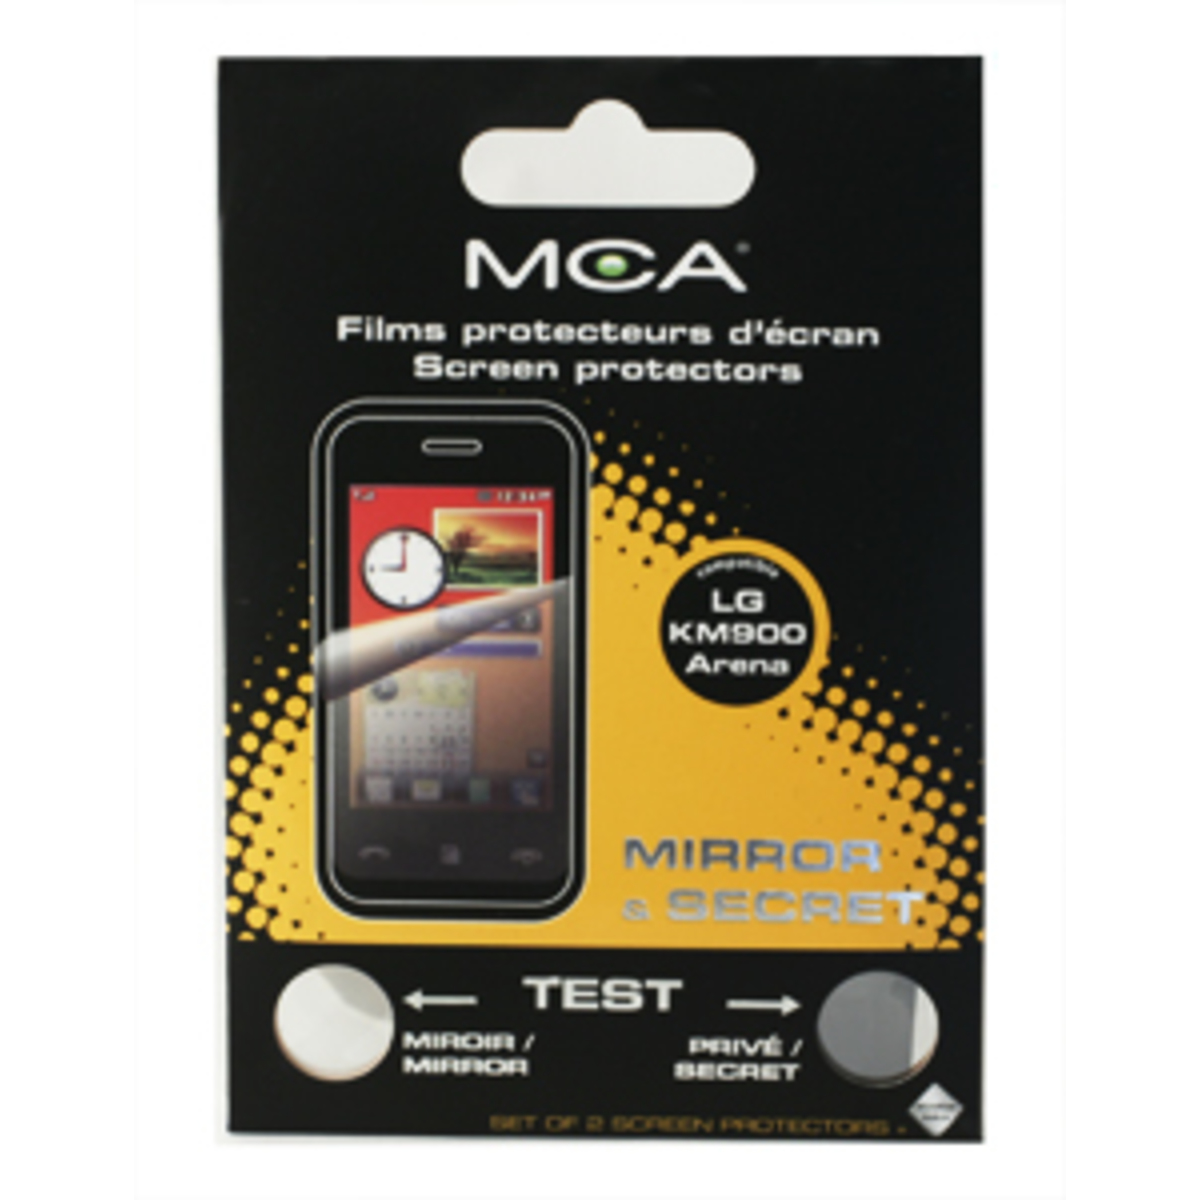 MCA
Films protecteurs d'écran
Screen protectors
compatible
LG
KM900
Arena
MIRROR
& SECRET
TEST
MIROIR /
MIRROR
PRIVÉ /
SECRET
SET OF 2 SCREEN PROTECTORS